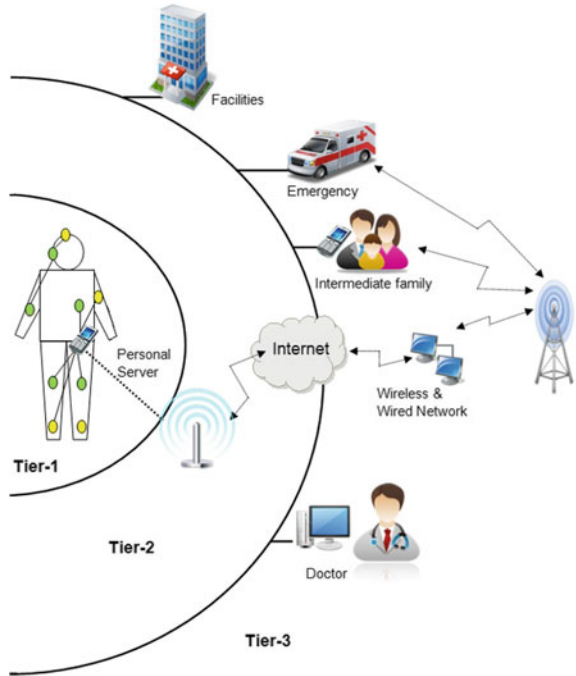 Facilities
Emergency
Intermediate family
Internet
Personal
Server
Wireless &
Wired Network
Tier-1
Tier-2
Doctor
Tier-3